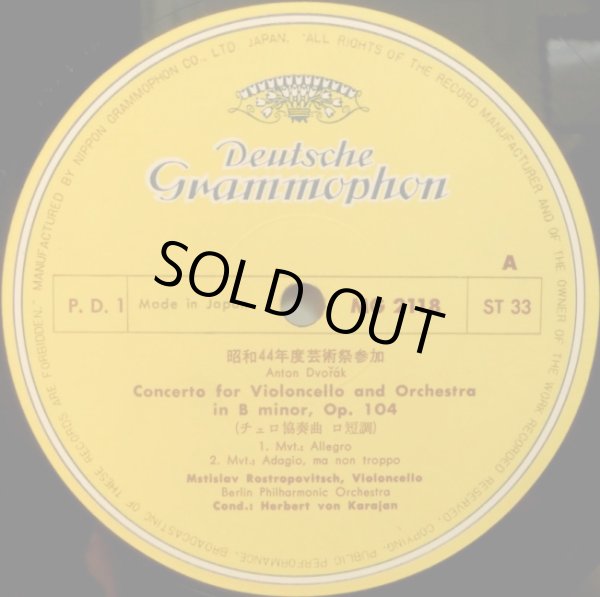 MANUFACTURED BY NIPPON GRAMMOPHON CO., LTD. JAPAN. "ALL RIGHTS OF THE RECORD MANUFACTURER AND OF THE OWNER OF THE WORK RECORDED RESERVED. COPYING, PUBLIC PERFORMANCE, BROADCASTING OF THESE RECORDS ARE FORBIDDEN."
Deutsche
Grammophon
A
P. D. 1 Made in Japan MG 2118 ST 33
SOLD OUT
昭和44年度芸術祭参加
Anton Dvořák
Concerto for Violoncello and Orchestra
in B minor, Op. 104
(チェロ協奏曲 ロ短調)
1. Mvt.: Allegro
2. Mvt.: Adagio, ma non troppo
Mstislav Rostropovitsch, Violoncello
Berlin Philharmonic Orchestra
Cond.: Herbert von Karajan